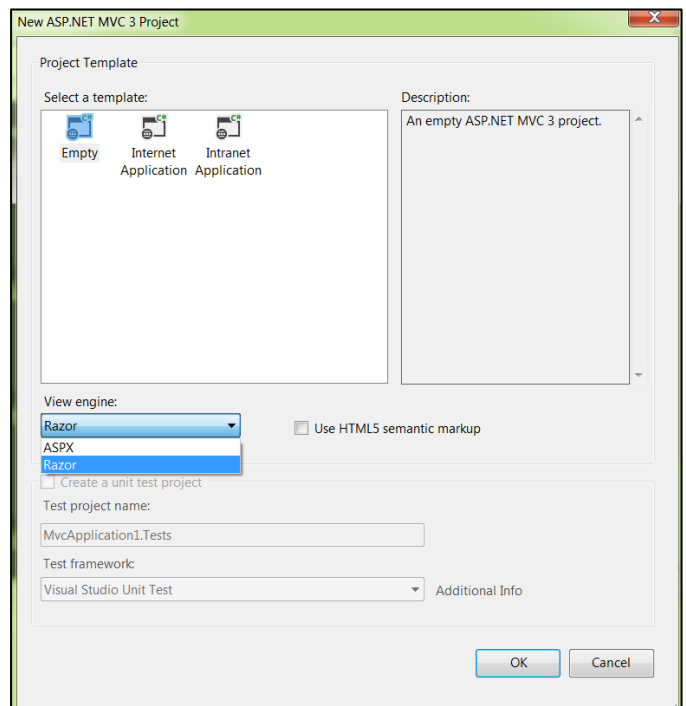 New ASP.NET MVC 3 Project
X
Project Template
Select a template:
Description:
C#
C#
C#
Empty
Internet
Application
Intranet
Application
An empty ASP.NET MVC 3 project.
View engine:
Razor
Use HTML5 semantic markup
ASPX
Razor
Create a unit test project
Test project name:
MvcApplication1.Tests
Test framework:
Visual Studio Unit Test
Additional Info
OK
Cancel